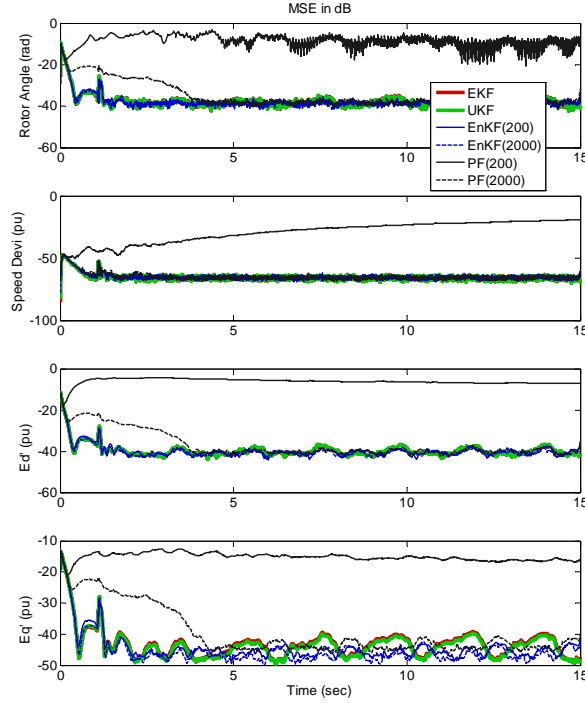 MSE in dB
Rotor Angle (rad)
0
-20
-40
-60
0
5
10
15
EKF
UKF
EnKF(200)
EnKF(2000)
PF(200)
PF(2000)
Speed Devi (pu)
0
-50
-100
0
5
10
15
Ed' (pu)
0
-20
-40
-60
0
5
10
15
Eq' (pu)
-10
-20
-30
-40
-50
0
5
10
15
Time (sec)